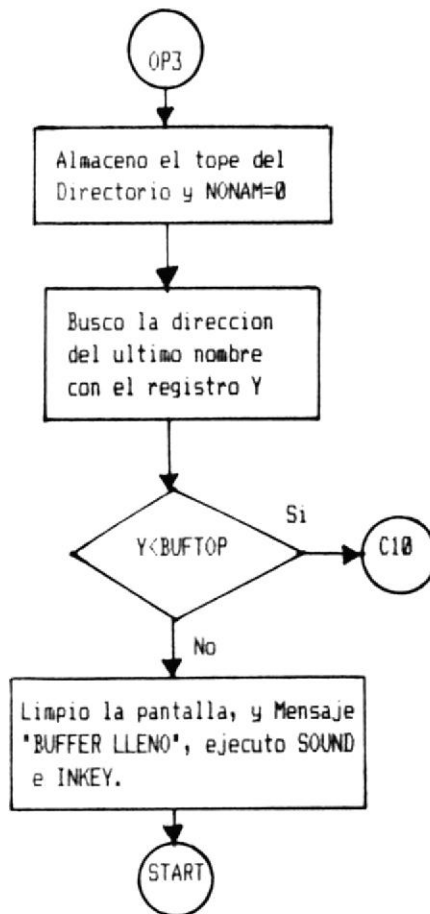 OP3
Almaceno el tope del
Directorio y NONAM=0
Busco la direccion
del ultimo nombre
con el registro Y
Si
Y<BUFTOP
C10
No
Limpio la pantalla, y Mensaje
"BUFFER LLENO", ejecuto SOUND
e INKEY.
START